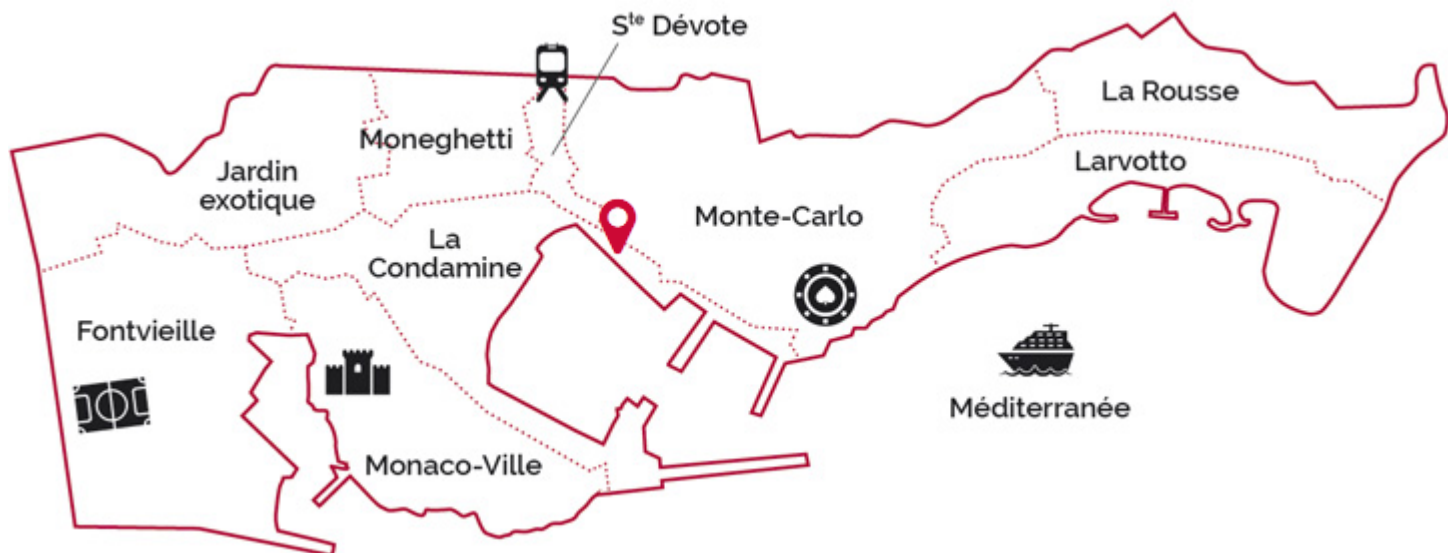 Sᵗᵉ Dévote
La Rousse
Moneghetti
Larvotto
Jardin
exotique
Monte-Carlo
La
Condamine
Fontvieille
Méditerranée
Monaco-Ville